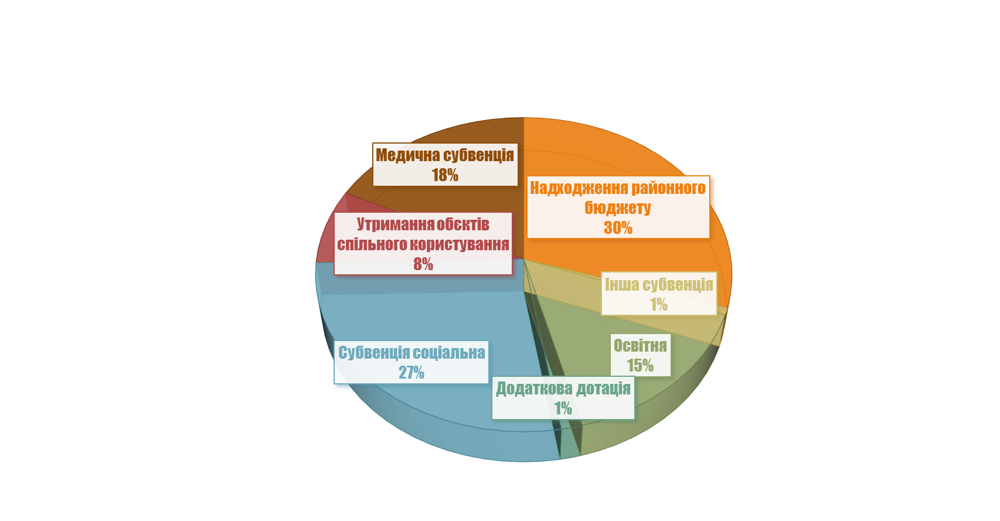 Медична субвенція
18%
Надходження районного
бюджету
30%
Утримання обєктів
спільного користування
8%
Інша субвенція
1%
Освітня
15%
Субвенція соціальна
27%
Додаткова дотація
1%